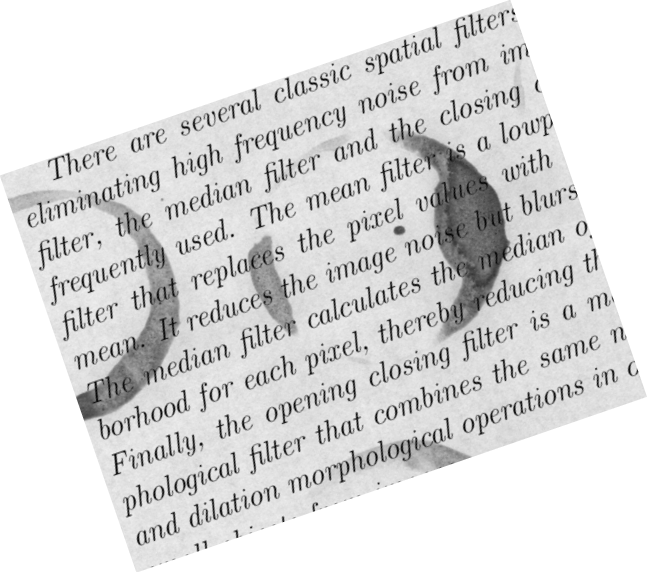 There are several classic spatial filters
eliminating high frequency noise from im
filter, the median filter and the closing
frequently used. The mean filter is a lowp
filter that replaces the pixel values with
mean. It reduces the image noise but blurs
The median filter calculates the median o
borhood for each pixel, thereby reducing th
Finally, the opening closing filter is a m
phological filter that combines the same n
and dilation morphological operations in